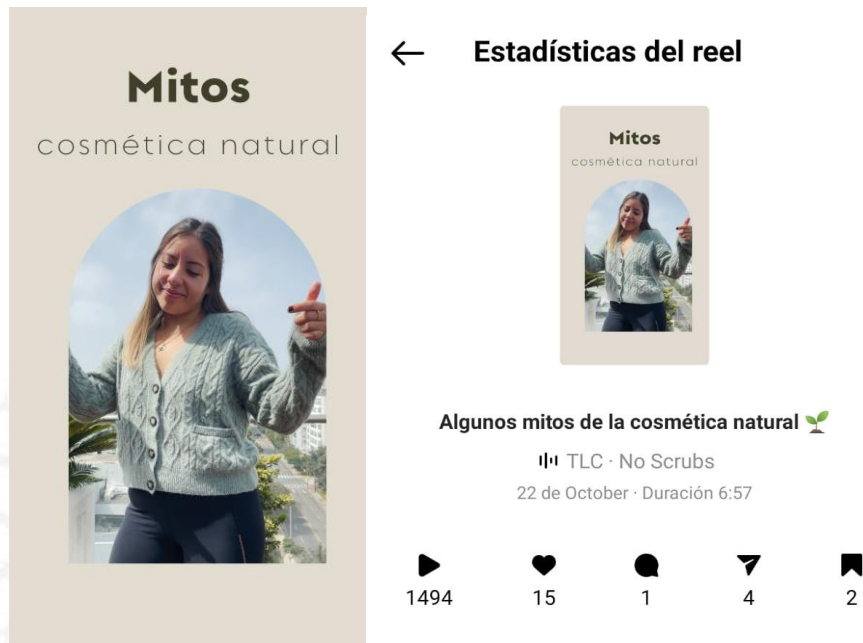 Mitos
cosmética natural
Estadísticas del reel
Mitos
cosmética natural
Algunos mitos de la cosmética natural 🌱
TLC · No Scrubs
22 de October · Duración 6:57
1494 15 1 4 2